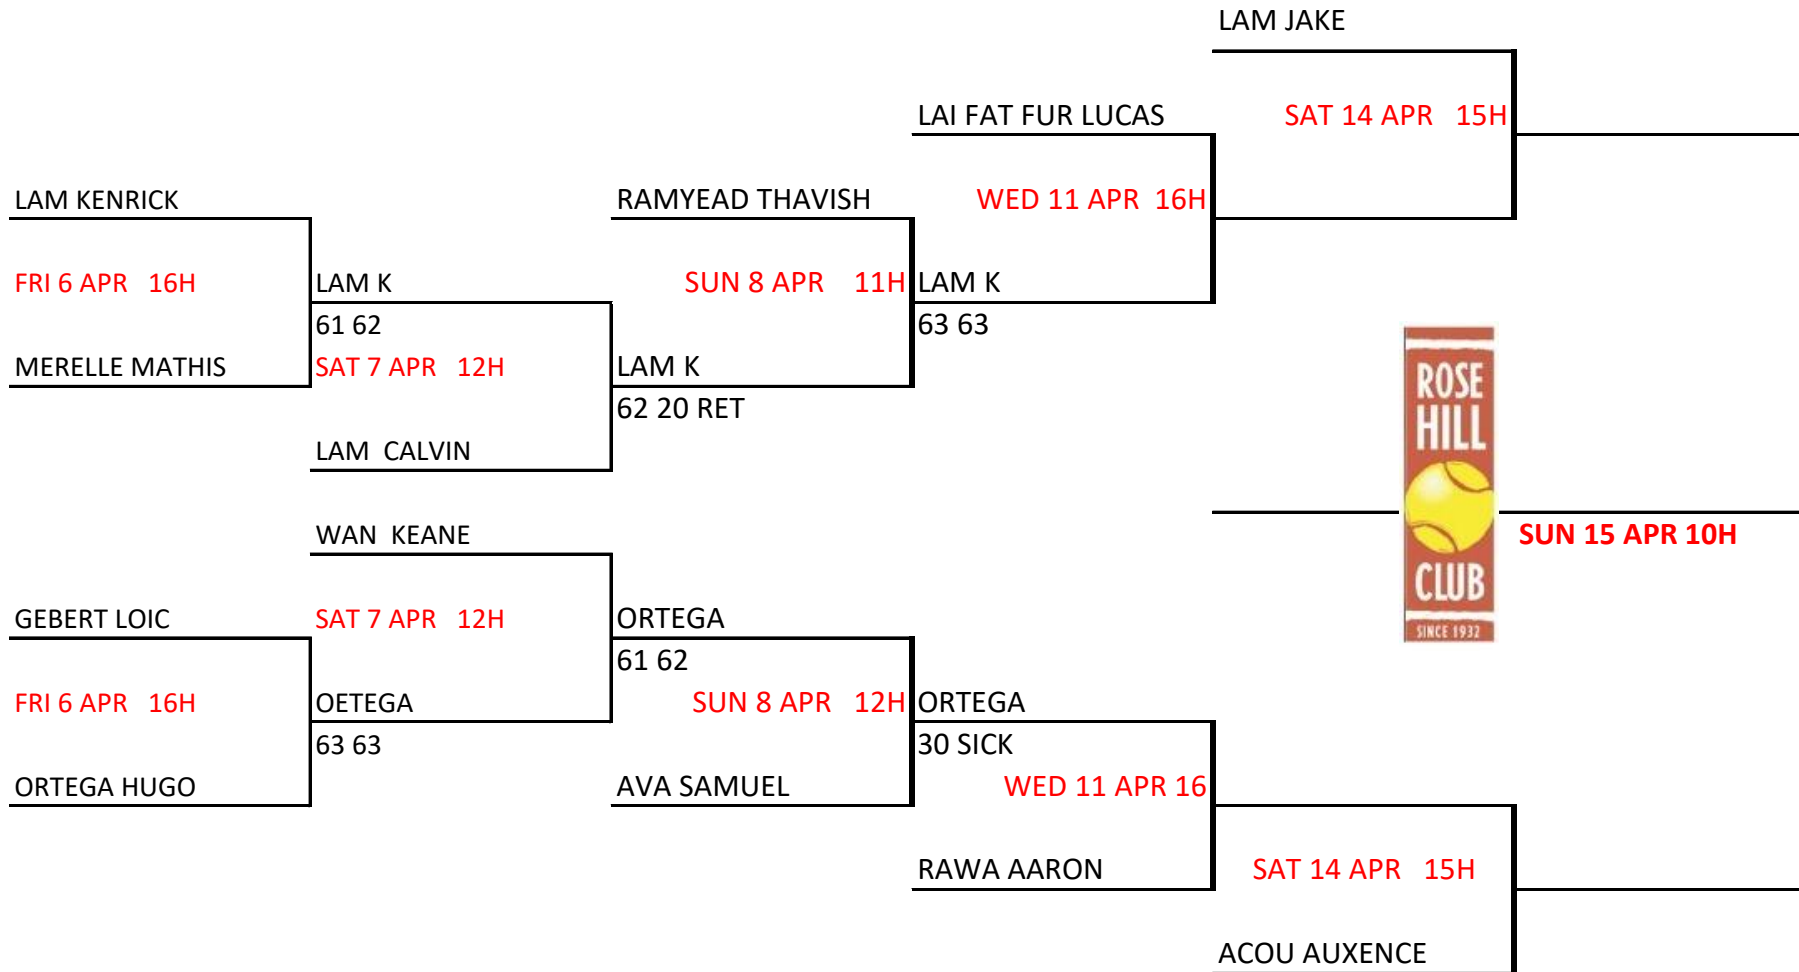 LAM JAKE
LAI FAT FUR LUCAS
SAT 14 APR 15H
LAM KENRICK
RAMYEAD THAVISH
WED 11 APR 16H
FRI 6 APR 16H
LAM K
SUN 8 APR 11H
LAM K
61 62
63 63
MERELLE MATHIS
SAT 7 APR 12H
LAM K
62 20 RET
LAM CALVIN
ROSE
HILL
CLUB
SINCE 1932
WAN KEANE
SUN 15 APR 10H
GEBERT LOIC
SAT 7 APR 12H
ORTEGA
61 62
FRI 6 APR 16H
OETEGA
SUN 8 APR 12H
ORTEGA
63 63
30 SICK
ORTEGA HUGO
AVA SAMUEL
WED 11 APR 16
RAWA AARON
SAT 14 APR 15H
ACOU AUXENCE